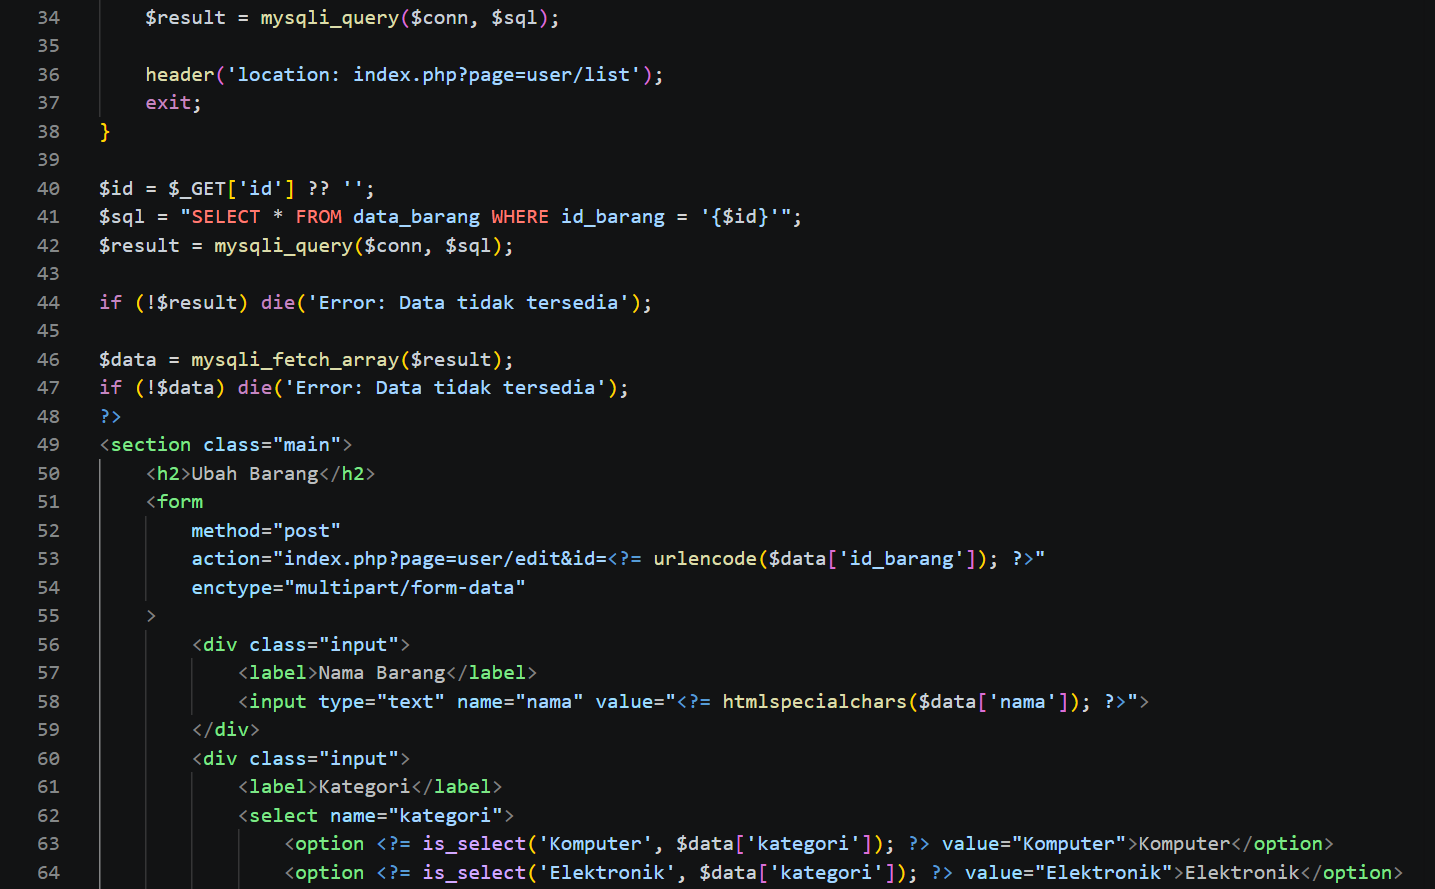 34     $result = mysqli_query($conn, $sql);
35
36     header('location: index.php?page=user/list');
37     exit;
38 }
39
40 $id = $_GET['id'] ?? '';
41 $sql = "SELECT * FROM data_barang WHERE id_barang = '{$id}'";
42 $result = mysqli_query($conn, $sql);
43
44 if (!$result) die('Error: Data tidak tersedia');
45
46 $data = mysqli_fetch_array($result);
47 if (!$data) die('Error: Data tidak tersedia');
48 ?>
49 <section class="main">
50     <h2>Ubah Barang</h2>
51     <form
52         method="post"
53         action="index.php?page=user/edit&id=<?= urlencode($data['id_barang']); ?>"
54         enctype="multipart/form-data"
55     >
56         <div class="input">
57             <label>Nama Barang</label>
58             <input type="text" name="nama" value="<?= htmlspecialchars($data['nama']); ?>">
59         </div>
60         <div class="input">
61             <label>Kategori</label>
62             <select name="kategori">
63                 <option <?= is_select('Komputer', $data['kategori']); ?> value="Komputer">Komputer</option>
64                 <option <?= is_select('Elektronik', $data['kategori']); ?> value="Elektronik">Elektronik</option>